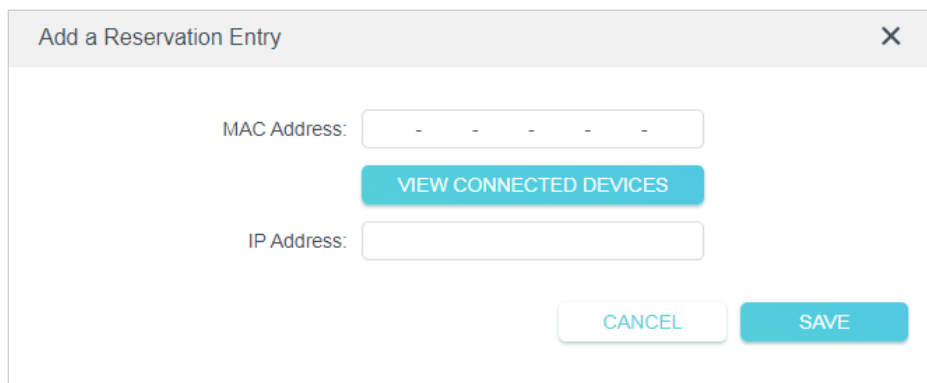 Add a Reservation Entry
MAC Address: - - - - -
VIEW CONNECTED DEVICES
IP Address:
CANCEL SAVE